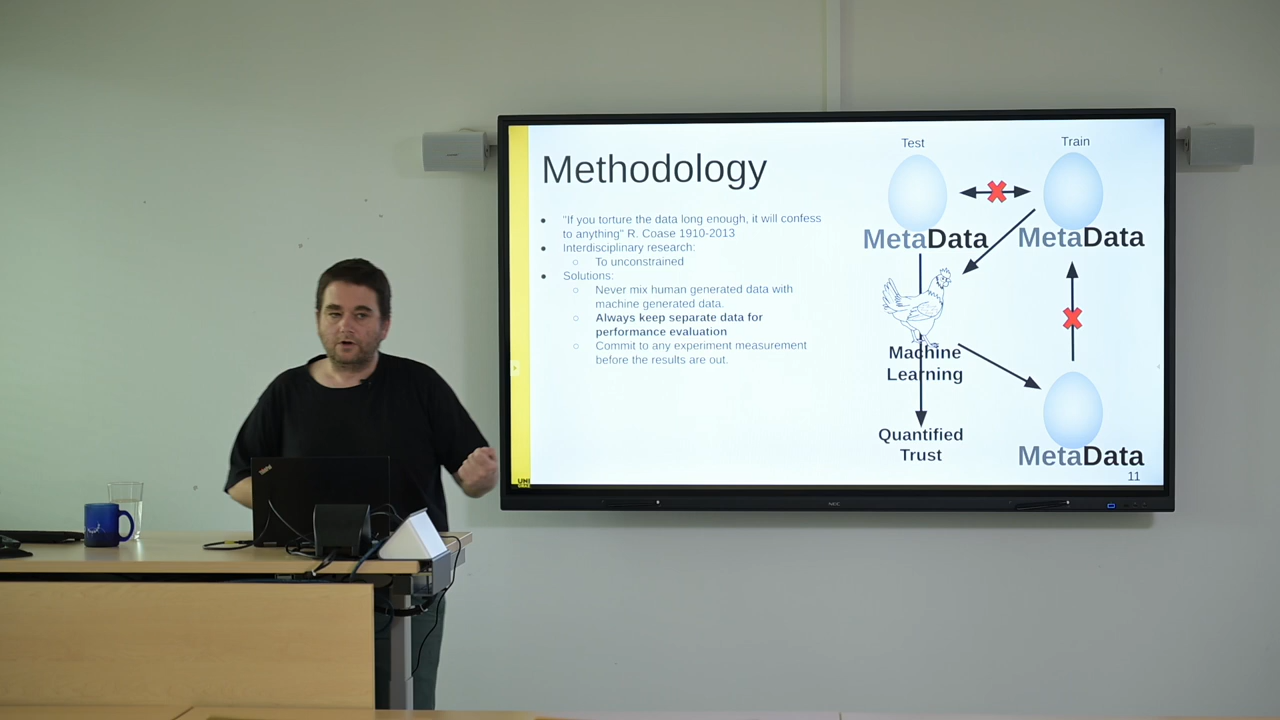 Methodology
"If you torture the data long enough, it will confess
to anything" R. Coase 1910-2013
Interdisciplinary research:
To unconstrained
Solutions:
Never mix human generated data with
machine generated data.
Always keep separate data for
performance evaluation
Commit to any experiment measurement
before the results are out.
Test
Train
MetaData
MetaData
Machine
Learning
Quantified
Trust
MetaData
11
UNI
NEC